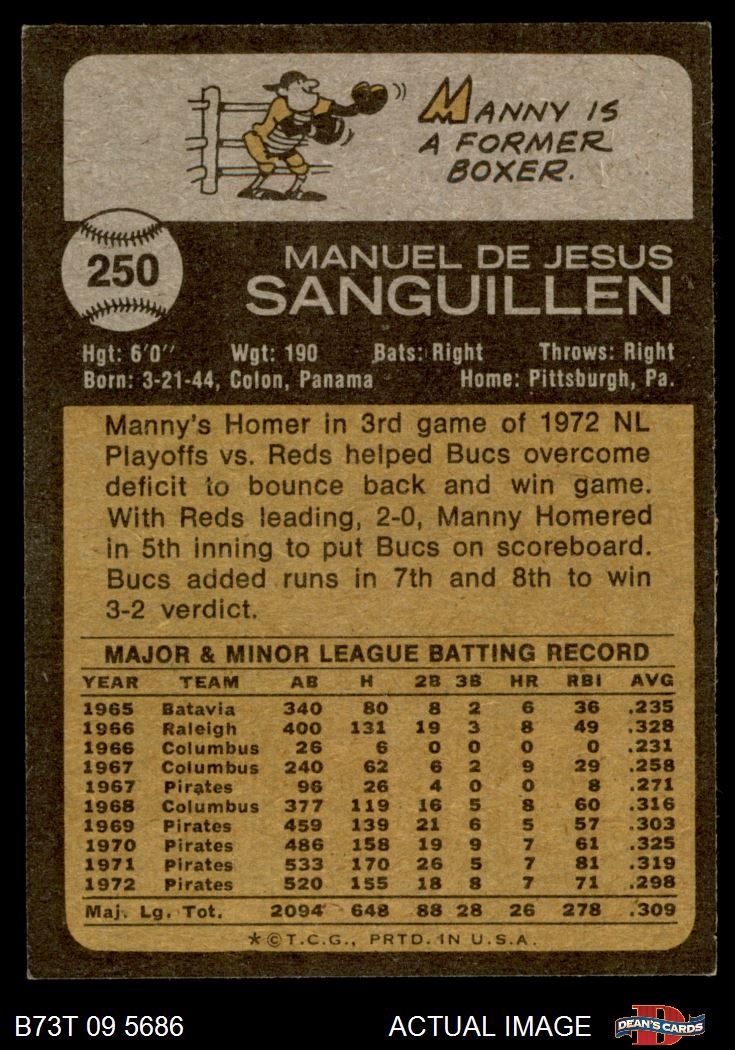 MANNY IS
A FORMER
BOXER.
250
MANUEL DE JESUS
SANGUILLEN
Hgt: 6'0" Wgt: 190 Bats: Right Throws: Right
Born: 3-21-44, Colon, Panama Home: Pittsburgh, Pa.
Manny's Homer in 3rd game of 1972 NL
Playoffs vs. Reds helped Bucs overcome
deficit to bounce back and win game.
With Reds leading, 2-0, Manny Homered
in 5th inning to put Bucs on scoreboard.
Bucs added runs in 7th and 8th to win
3-2 verdict.
MAJOR & MINOR LEAGUE BATTING RECORD
YEAR TEAM AB H 2B 3B HR RBI AVG
1965 Batavia 340 80 8 2 6 36 .235
1966 Raleigh 400 131 19 3 8 49 .328
1966 Columbus 26 6 0 0 0 0 .231
1967 Columbus 240 62 6 2 9 29 .258
1967 Pirates 96 26 4 0 0 8 .271
1968 Columbus 377 119 16 5 8 60 .316
1969 Pirates 459 139 21 6 5 57 .303
1970 Pirates 486 158 19 9 7 61 .325
1971 Pirates 533 170 26 5 7 81 .319
1972 Pirates 520 155 18 8 7 71 .298
Maj. Lg. Tot. 2094 648 88 28 26 278 .309
*©T.C.G., PRTD. IN U.S.A.
B73T 09 5686 ACTUAL IMAGE DEAN'S CARDS